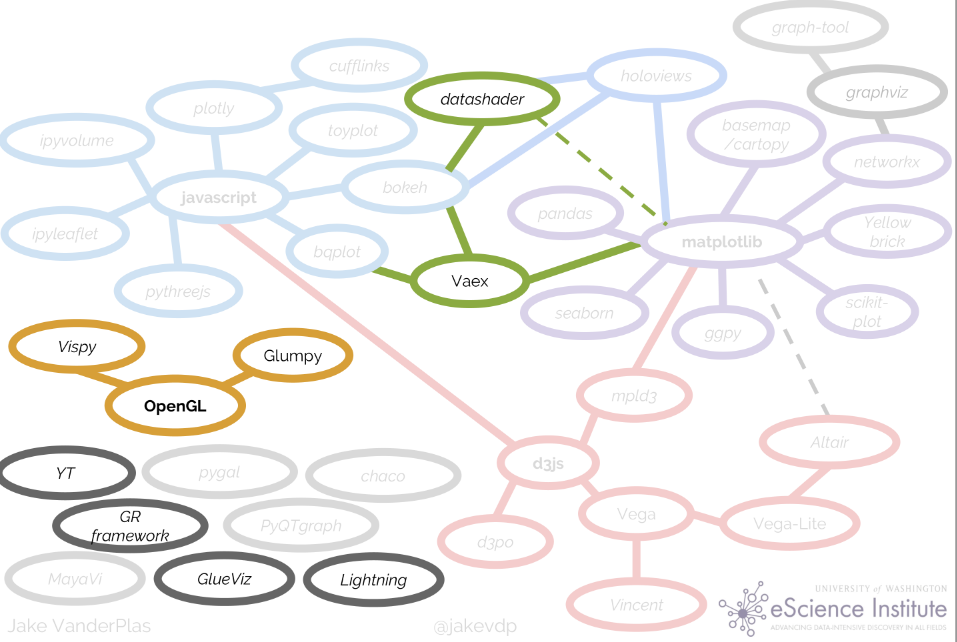 graph-tool
cufflinks
holoviews
datashader
graphviz
plotly
toyplot
basemap
/cartopy
ipyvolume
networkx
javascript
bokeh
pandas
Yellow
brick
ipyleaflet
matplotlib
bqplot
Vaex
pythreejs
seaborn
scikit-
plot
ggpy
Vispy
Glumpy
OpenGL
mpld3
Altair
d3js
YT
pygal
chaco
GR
framework
PyQTgraph
Vega
Vega-Lite
d3po
MayaVi
GlueViz
Lightning
Vincent
UNIVERSITY of WASHINGTON
eScience Institute
ADVANCING DATA-INTENSIVE DISCOVERY IN ALL FIELDS
Jake VanderPlas
@jakevdp